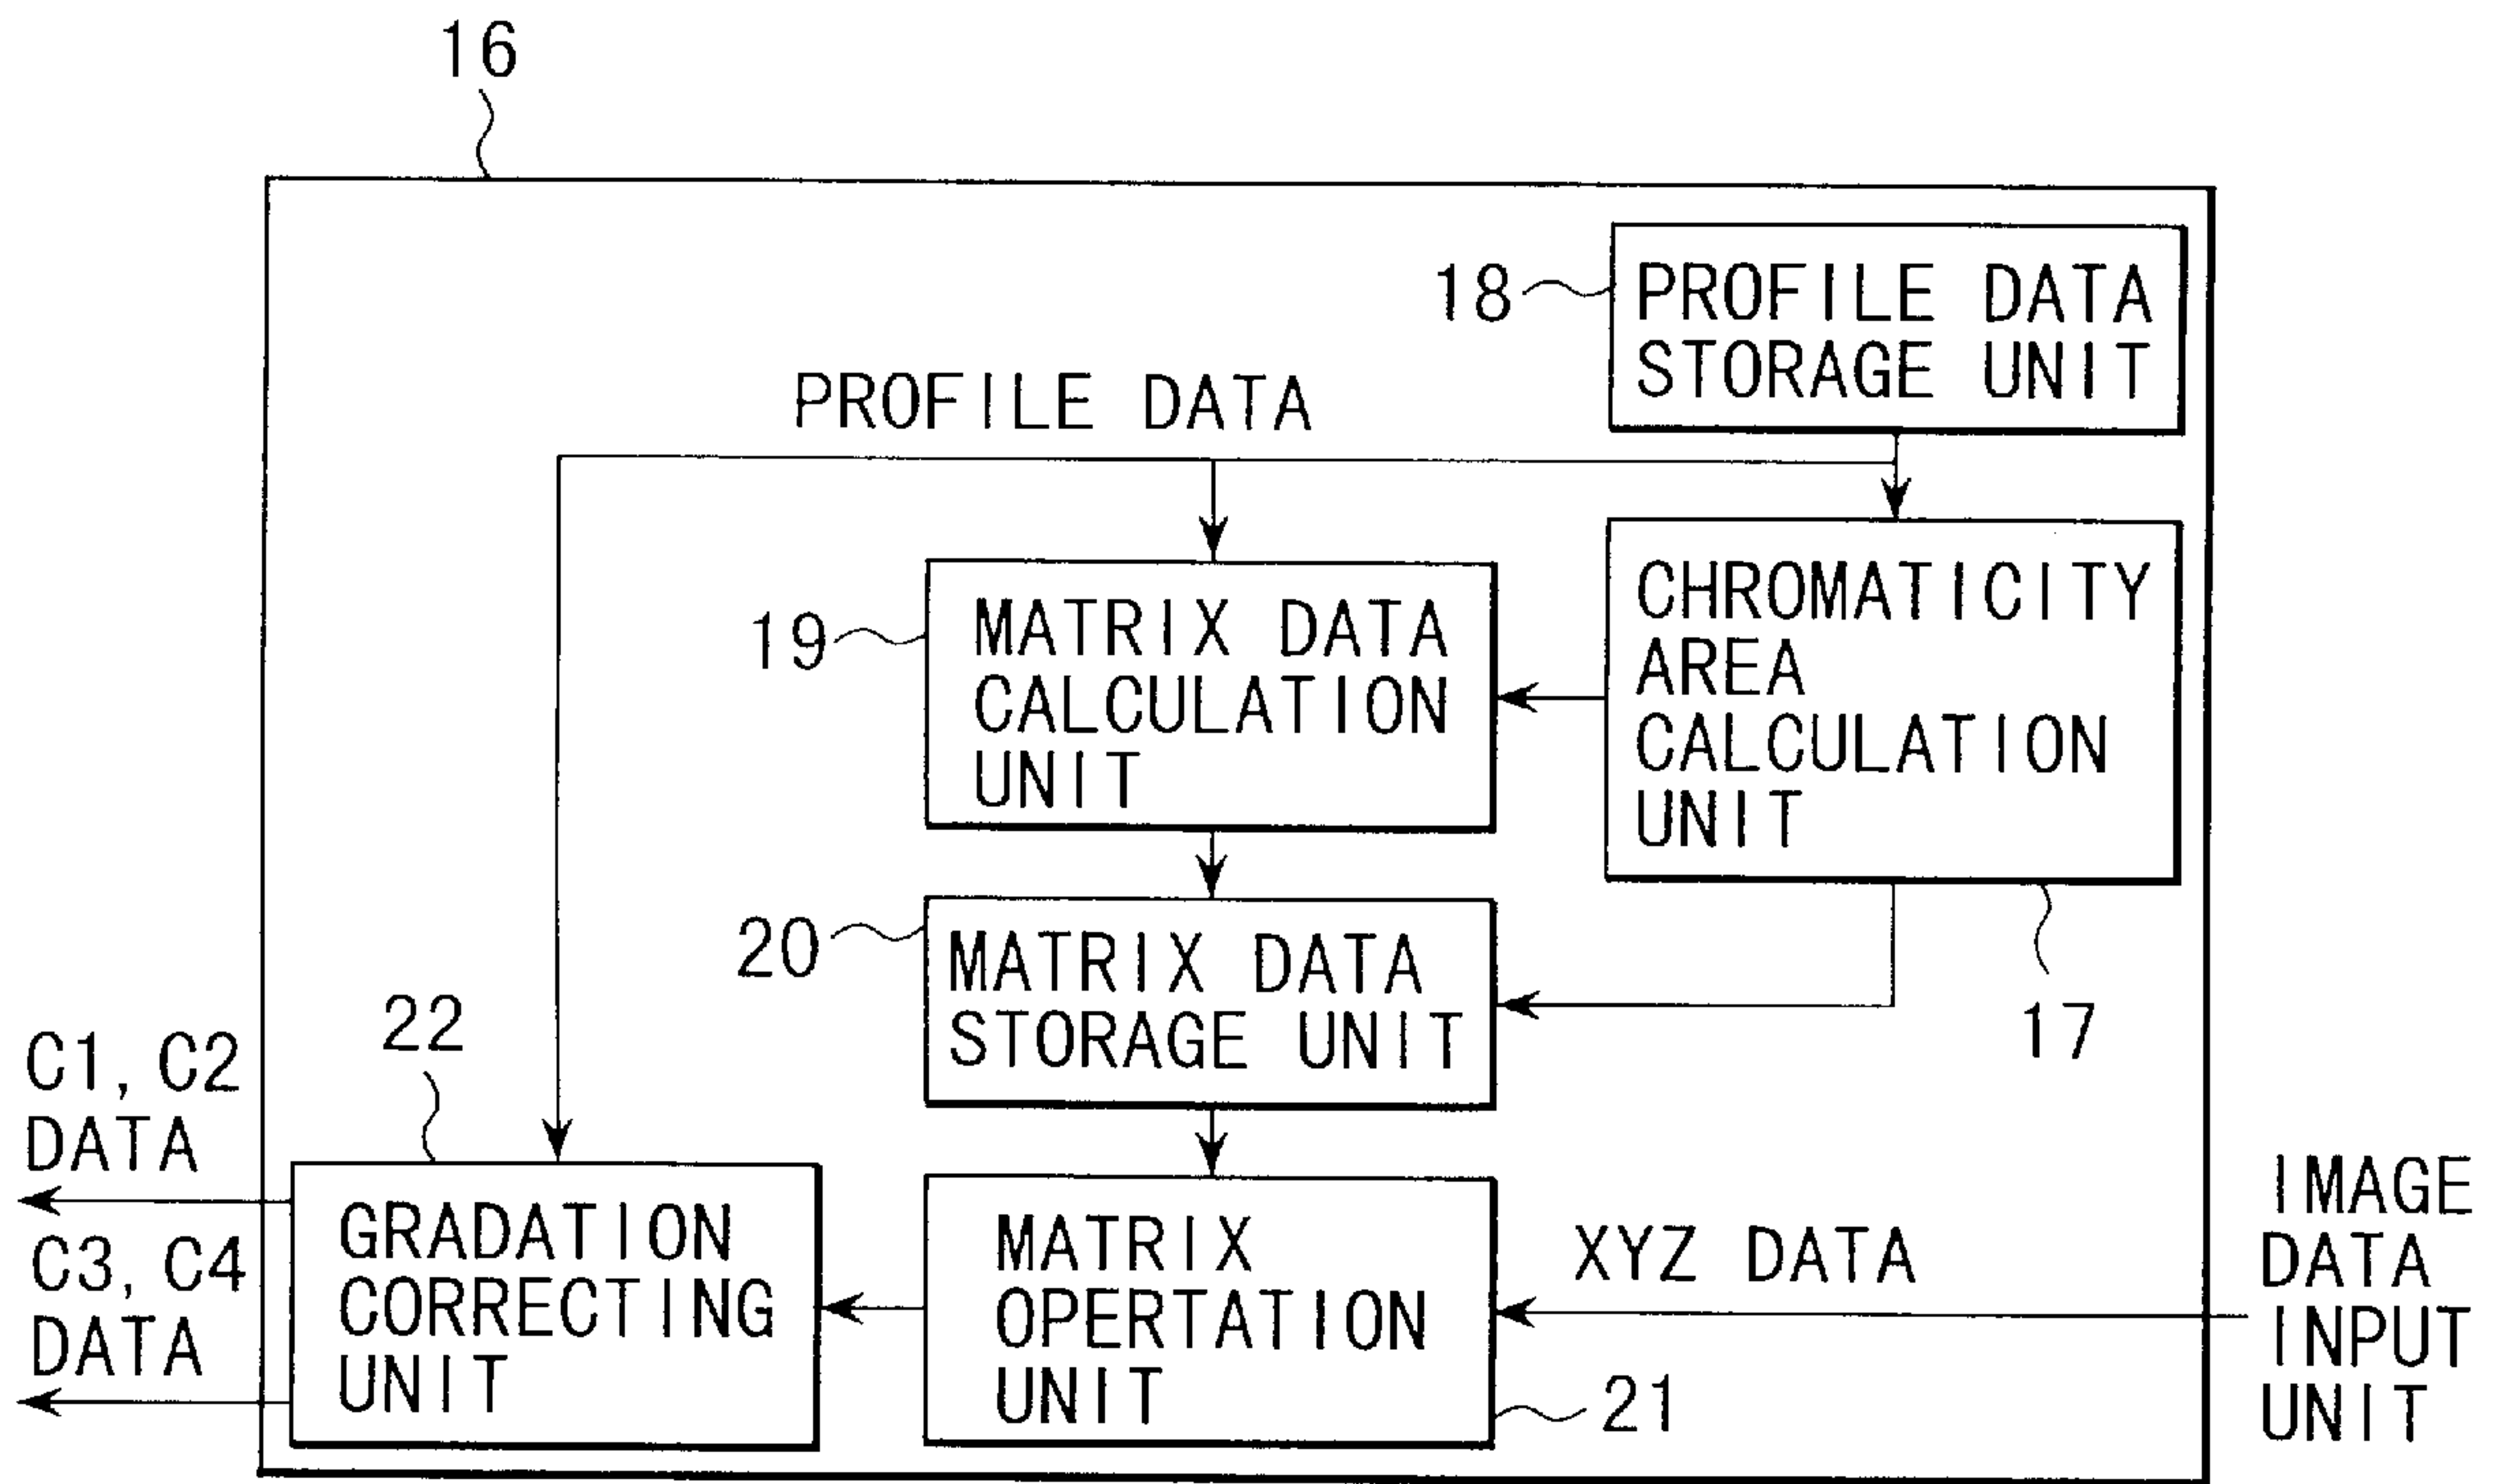 16
18
PROFILE DATA
STORAGE UNIT
PROFILE DATA
19
MATRIX DATA
CALCULATION
UNIT
CHROMATICITY
AREA
CALCULATION
UNIT
17
20
MATRIX DATA
STORAGE UNIT
22
C1, C2
DATA
C3, C4
DATA
GRADATION
CORRECTING
UNIT
MATRIX
OPERTATION
UNIT
21
XYZ DATA
IMAGE
DATA
INPUT
UNIT